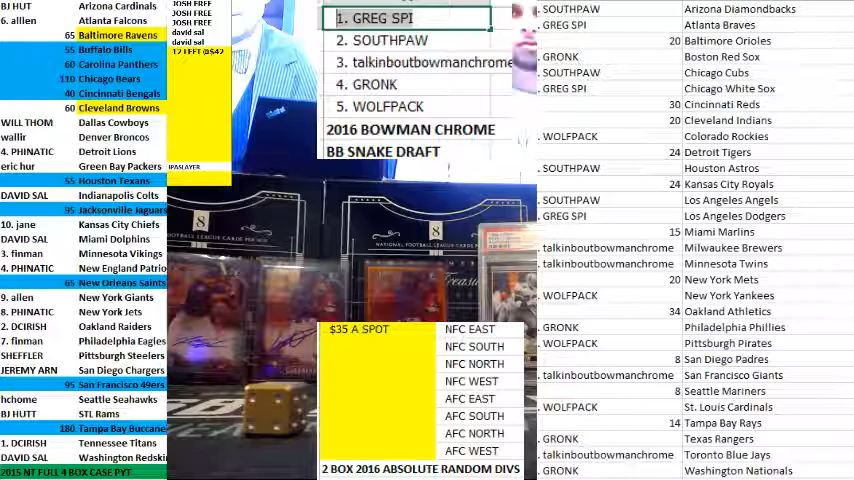 BJ HUT Arizona Cardinals
6. alllen Atlanta Falcons
65 Baltimore Ravens
55 Buffalo Bills
60 Carolina Panthers
110 Chicago Bears
40 Cincinnati Bengals
60 Cleveland Browns
WILL THOM Dallas Cowboys
wallir Denver Broncos
4. PHINATIC Detroit Lions
eric hur Green Bay Packers
55 Houston Texans
DAVID SAL Indianapolis Colts
95 Jacksonville Jaguars
10. jane Kansas City Chiefs
DAVID SAL Miami Dolphins
3. finman Minnesota Vikings
4. PHINATIC New England Patrio
65 New Orleans Saints
9. allen New York Giants
8. PHINATIC New York Jets
2. DCIRISH Oakland Raiders
7. finman Philadelphia Eagles
SHEFFLER Pittsburgh Steelers
JEREMY ARN San Diego Chargers
95 San Francisco 49ers
hchome Seattle Seahawks
BJ HUTT STL Rams
180 Tampa Bay Buccane
1. DCIRISH Tennessee Titans
DAVID SAL Washington Redski
2015 NT FULL 4 BOX CASE PYT
JOSH FREE
JOSH FREE
david sal
david sal
12 LEFT @$42
IPASLAYER
1. GREG SPI
2. SOUTHPAW
3. talkinboutbowmanchrome
4. GRONK
5. WOLFPACK
2016 BOWMAN CHROME
BB SNAKE DRAFT
8
8
$35 A SPOT NFC EAST
NFC SOUTH
NFC NORTH
NFC WEST
AFC EAST
AFC SOUTH
AFC NORTH
AFC WEST
2 BOX 2016 ABSOLUTE RANDOM DIVS
. SOUTHPAW Arizona Diamondbacks
. GREG SPI Atlanta Braves
20 Baltimore Orioles
. GRONK Boston Red Sox
. SOUTHPAW Chicago Cubs
. GREG SPI Chicago White Sox
30 Cincinnati Reds
20 Cleveland Indians
. WOLFPACK Colorado Rockies
24 Detroit Tigers
. SOUTHPAW Houston Astros
24 Kansas City Royals
. SOUTHPAW Los Angeles Angels
. GREG SPI Los Angeles Dodgers
15 Miami Marlins
. talkinboutbowmanchrome Milwaukee Brewers
. talkinboutbowmanchrome Minnesota Twins
20 New York Mets
. WOLFPACK New York Yankees
34 Oakland Athletics
. GRONK Philadelphia Phillies
. WOLFPACK Pittsburgh Pirates
8 San Diego Padres
. talkinboutbowmanchrome San Francisco Giants
8 Seattle Mariners
. WOLFPACK St. Louis Cardinals
14 Tampa Bay Rays
. GRONK Texas Rangers
. talkinboutbowmanchrome Toronto Blue Jays
. GRONK Washington Nationals